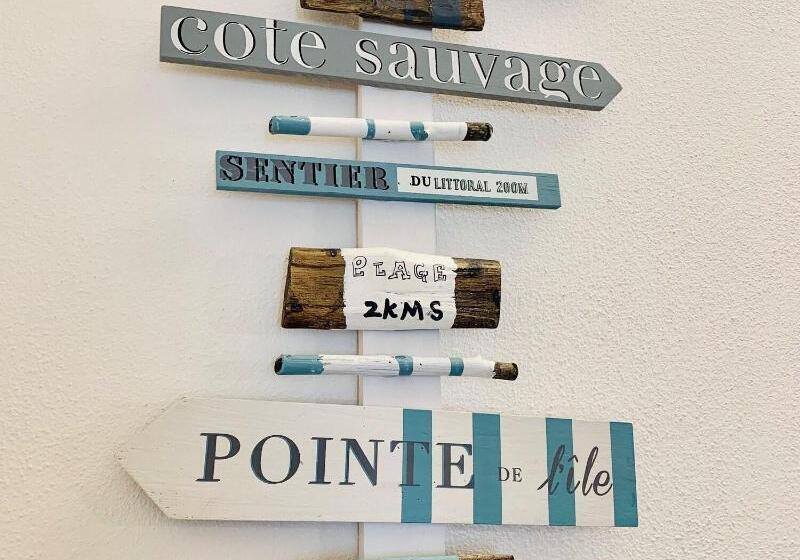 cote sauvage
SENTIER DU LITTORAL 200M
PLAGE
2KMS
POINTE DE l'île